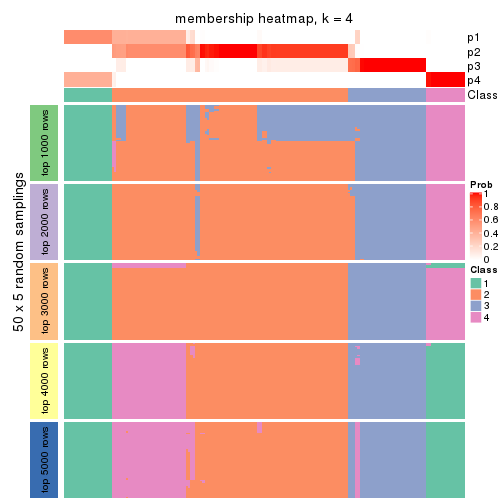 membership heatmap, k = 4
p1
p2
p3
p4
Class
50 x 5 random samplings
top 1000 rows
top 2000 rows
top 3000 rows
top 4000 rows
top 5000 rows
Prob
1
0.8
0.6
0.4
0.2
0
Class
1
2
3
4